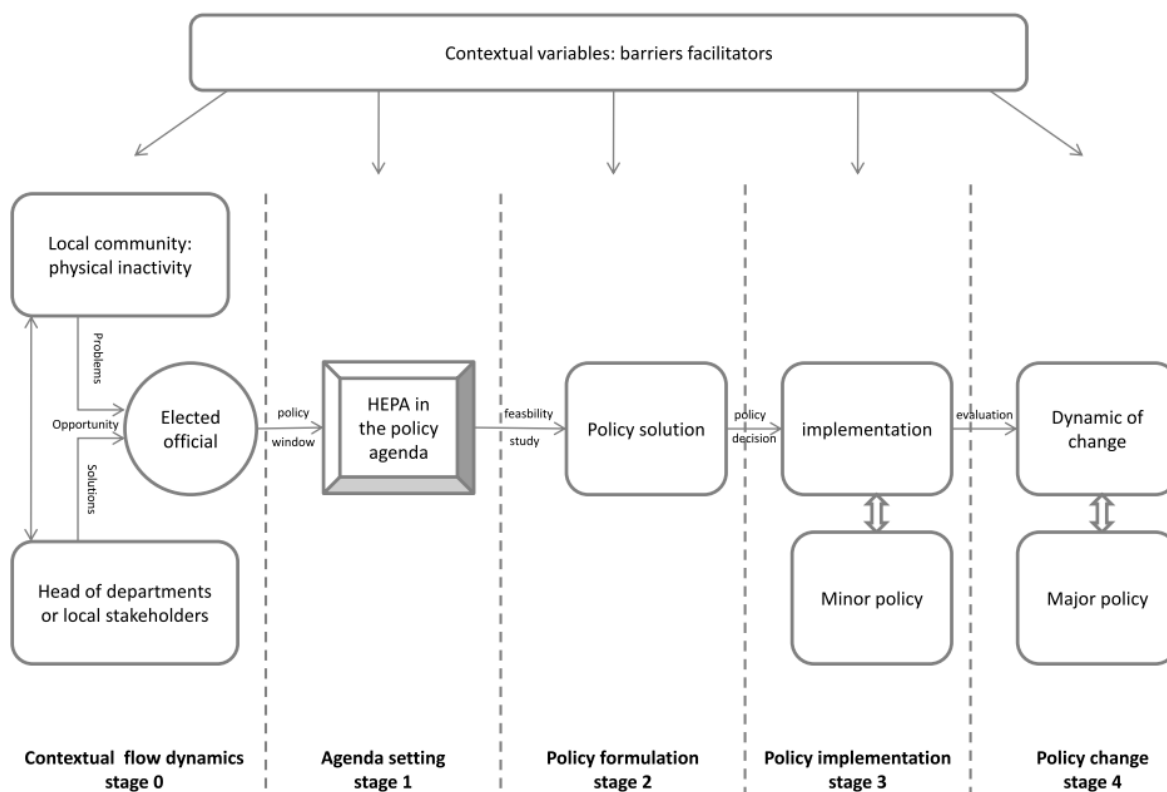 Contextual variables: barriers facilitators
Local community:
physical inactivity
Problems
Opportunity
Solutions
Elected
official
Head of departments
or local stakeholders
policy
window
HEPA in
the policy
agenda
feasbility
study
Policy solution
policy
decision
implementation
Minor policy
evaluation
Dynamic of
change
Major policy
Contextual flow dynamics
stage 0
Agenda setting
stage 1
Policy formulation
stage 2
Policy implementation
stage 3
Policy change
stage 4